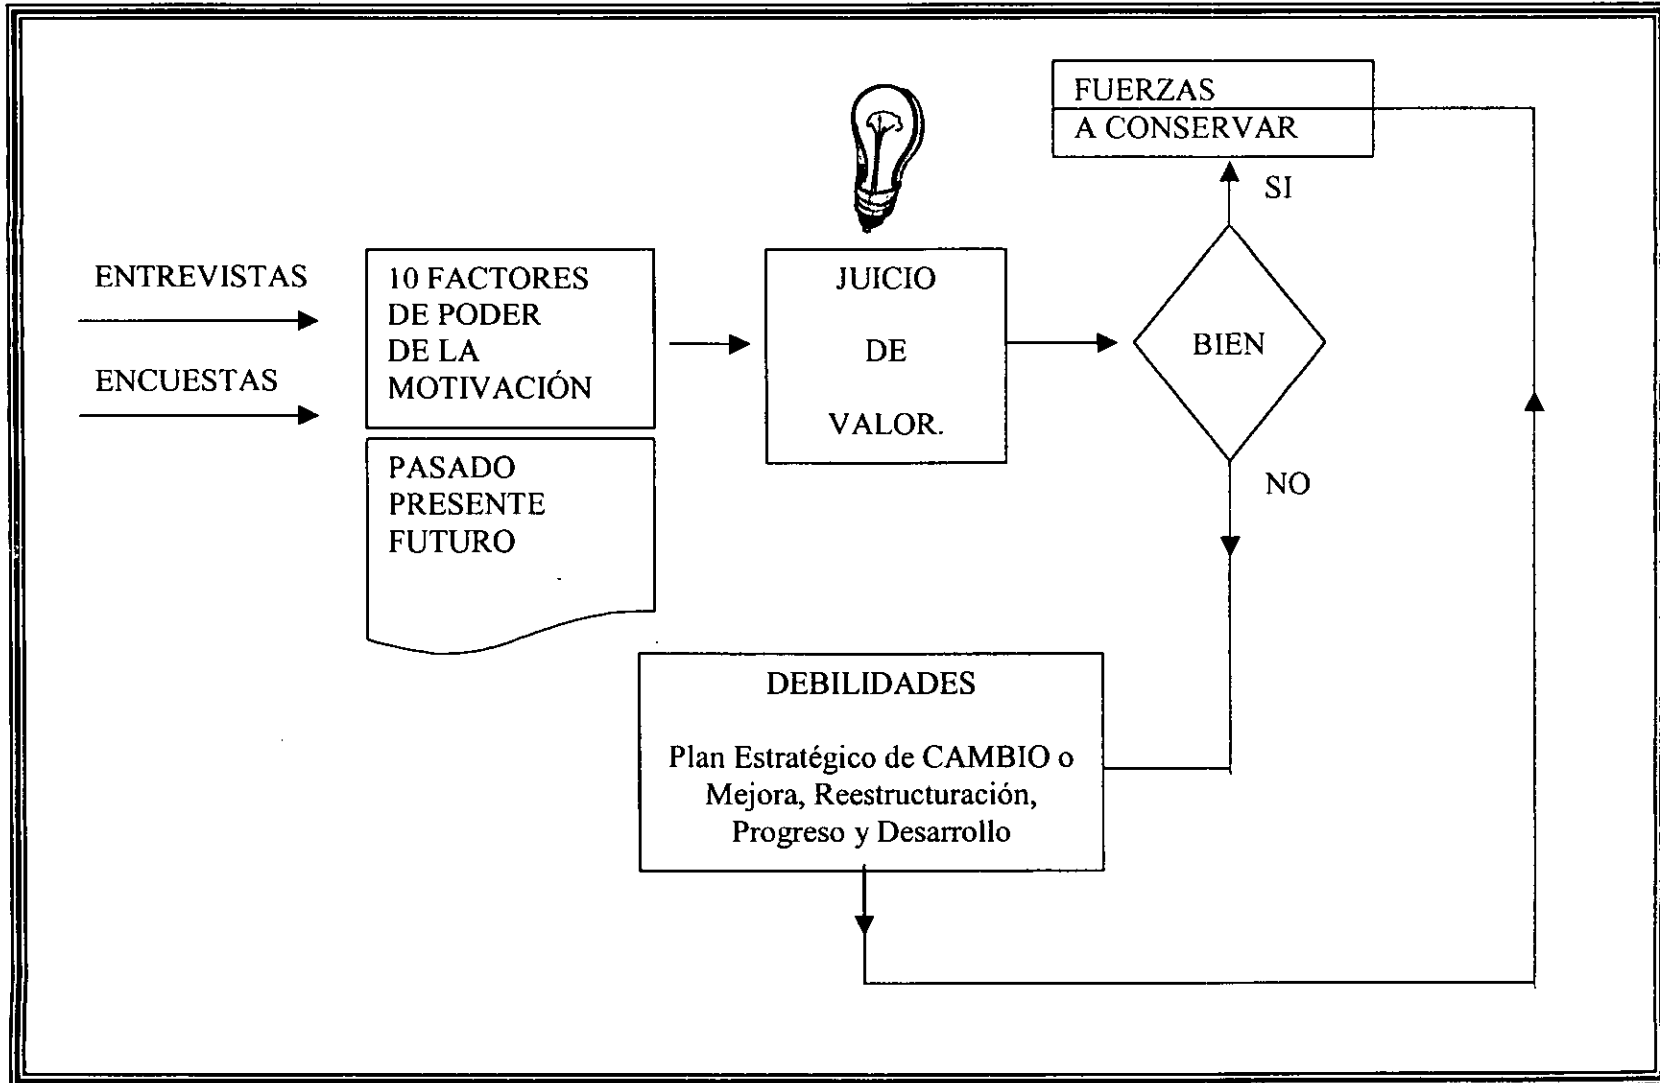 ENTREVISTAS
ENCUESTAS
10 FACTORES
DE PODER
DE LA
MOTIVACIÓN
PASADO
PRESENTE
FUTURO
JUICIO
DE
VALOR.
BIEN
SI
FUERZAS
A CONSERVAR
NO
DEBILIDADES
Plan Estratégico de CAMBIO o
Mejora, Reestructuración,
Progreso y Desarrollo